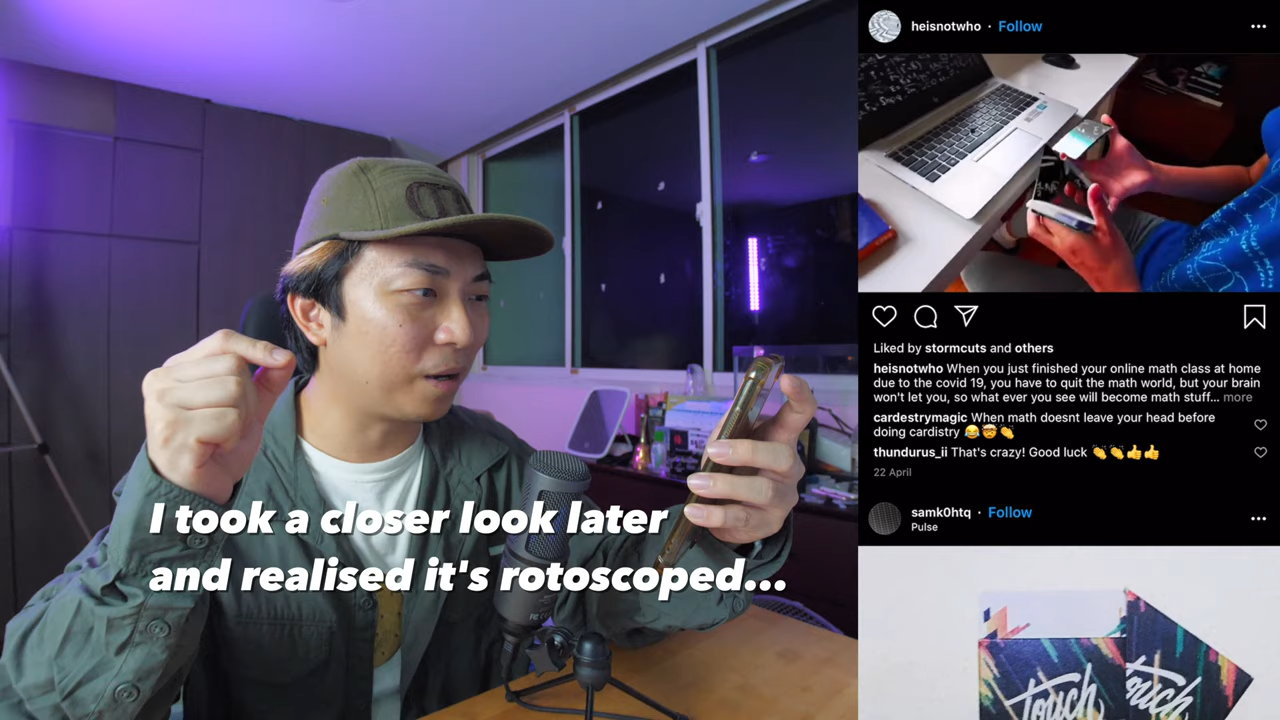 I took a closer look later
and realised it's rotoscoped...
heisnotwho · Follow
Liked by stormcuts and others
heisnotwho When you just finished your online math class at home
due to the covid 19, you have to quit the math world, but your brain
won't let you, so what ever you see will become math stuff... more
cardestrymagic When math doesnt leave your head before
doing cardistry 😂🤯👏
thundurus_ii That's crazy! Good luck 👏👏👍👍
22 April
samk0htq · Follow
Pulse
Touch
Touch